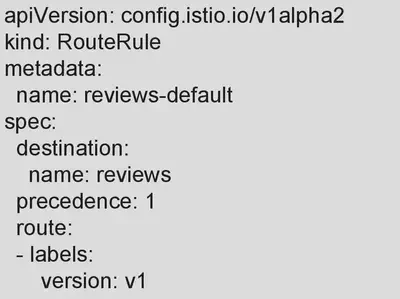 apiVersion: config.istio.io/v1alpha2
kind: RouteRule
metadata:
  name: reviews-default
spec:
  destination:
    name: reviews
  precedence: 1
  route:
  - labels:
      version: v1